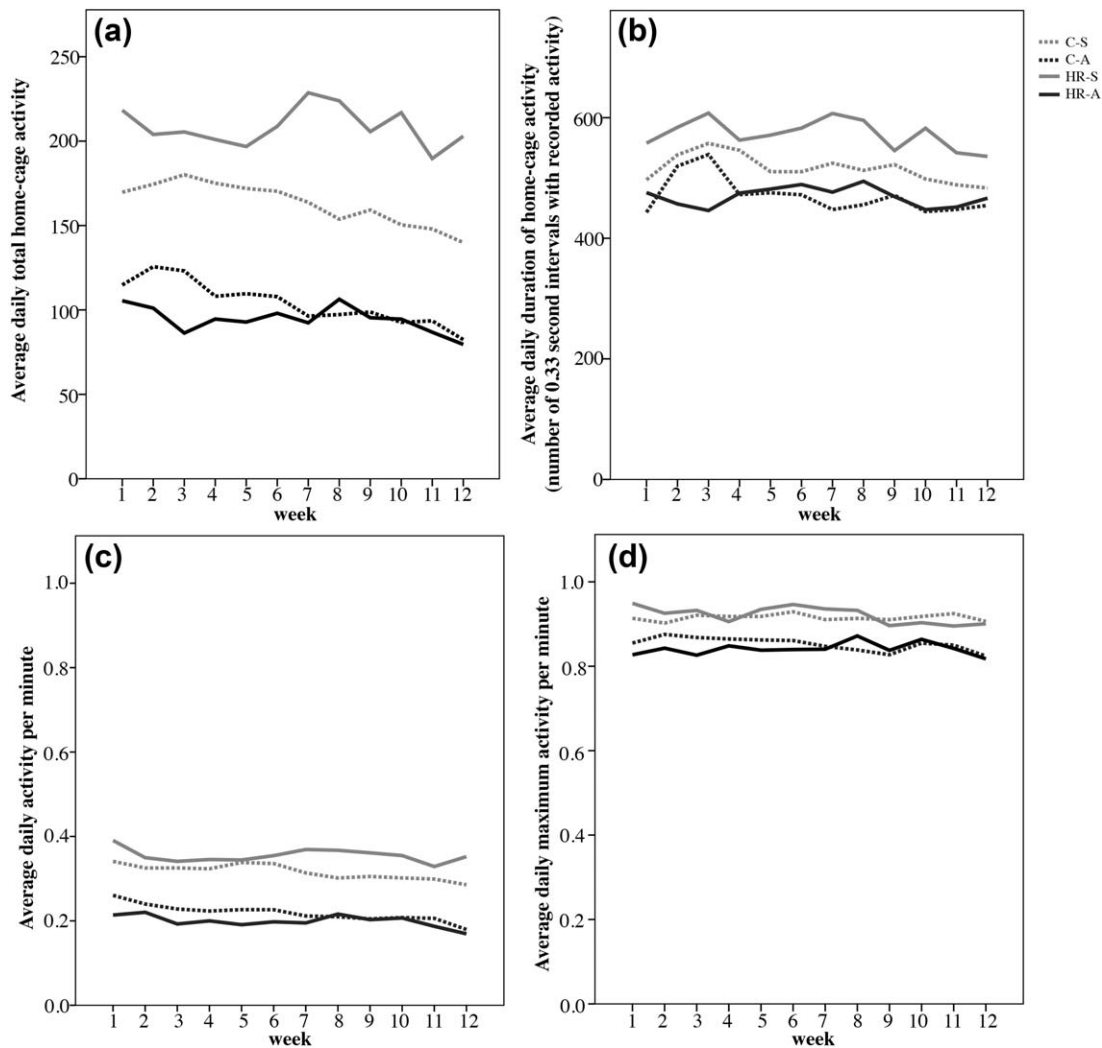 (a)
Average daily total home-cage activity
250
200
150
100
50
0
1 2 3 4 5 6 7 8 9 10 11 12
week
(b)
Average daily duration of home-cage activity
(number of 0.33 second intervals with recorded activity)
600
400
200
0
1 2 3 4 5 6 7 8 9 10 11 12
week
C-S
C-A
HR-S
HR-A
(c)
Average daily activity per minute
1.0
0.8
0.6
0.4
0.2
0.0
1 2 3 4 5 6 7 8 9 10 11 12
week
(d)
Average daily maximum activity per minute
1.0
0.8
0.6
0.4
0.2
0.0
1 2 3 4 5 6 7 8 9 10 11 12
week